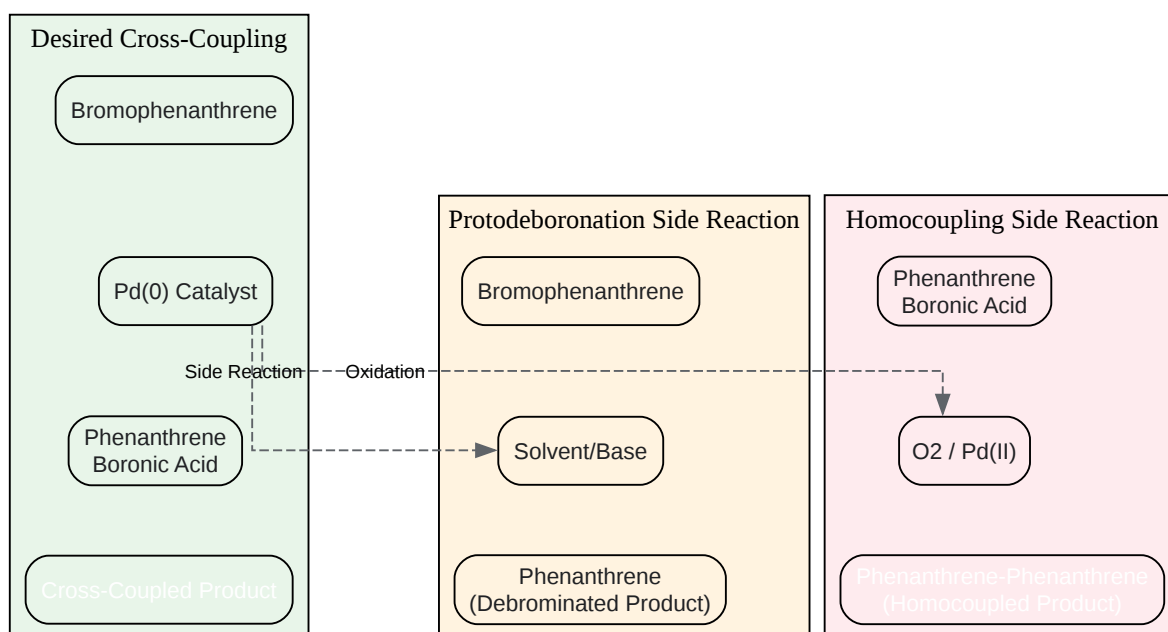 Desired Cross-Coupling
Bromophenanthrene
Pd(0) Catalyst
Side Reaction
Phenanthrene
Boronic Acid
Cross-Coupled Product
Protodeboronation Side Reaction
Bromophenanthrene
Oxidation
Solvent/Base
Phenanthrene
(Debrominated Product)
Homocoupling Side Reaction
Phenanthrene
Boronic Acid
O2 / Pd(II)
Phenanthrene-Phenanthrene
(Homocoupled Product)